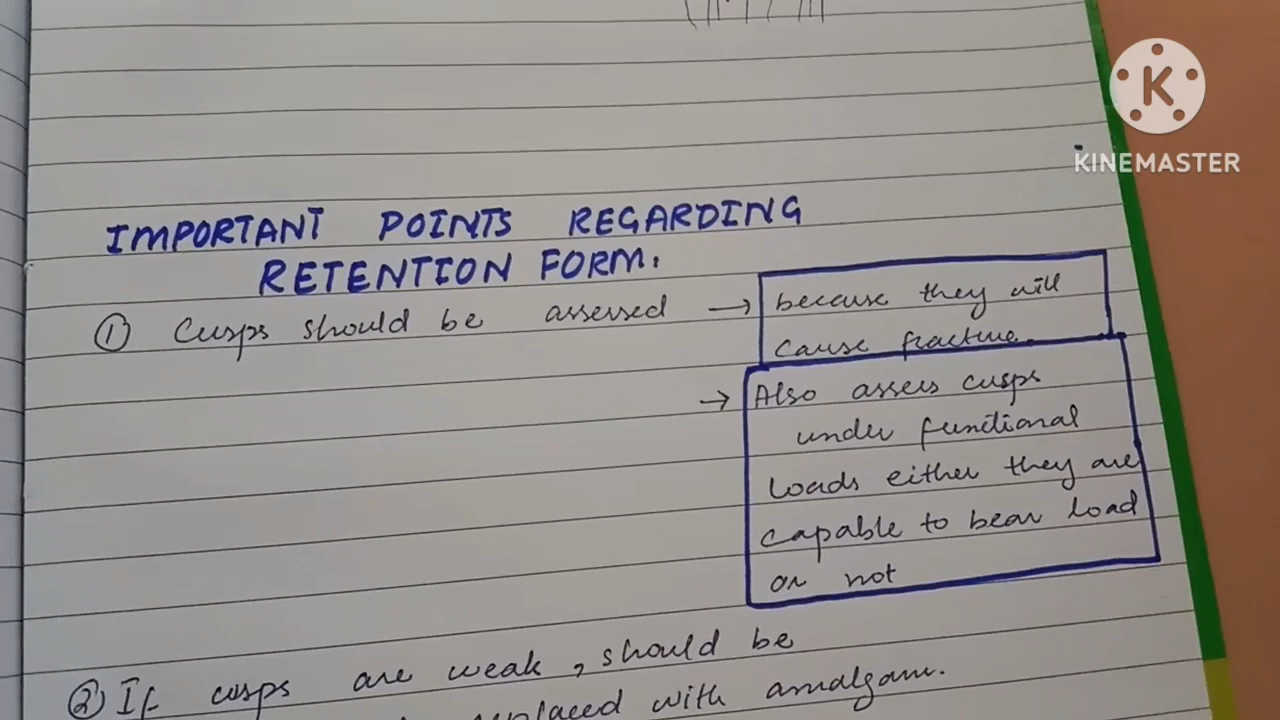 K
KINEMASTER
IMPORTANT POINTS REGARDING
RETENTION FORM.
① Cusps should be assessed → because they will
cause fracture.
→ Also assess cusps
under functional
loads either they are
capable to bear load
or not
② If cusps are weak, should be
replaced with amalgam.